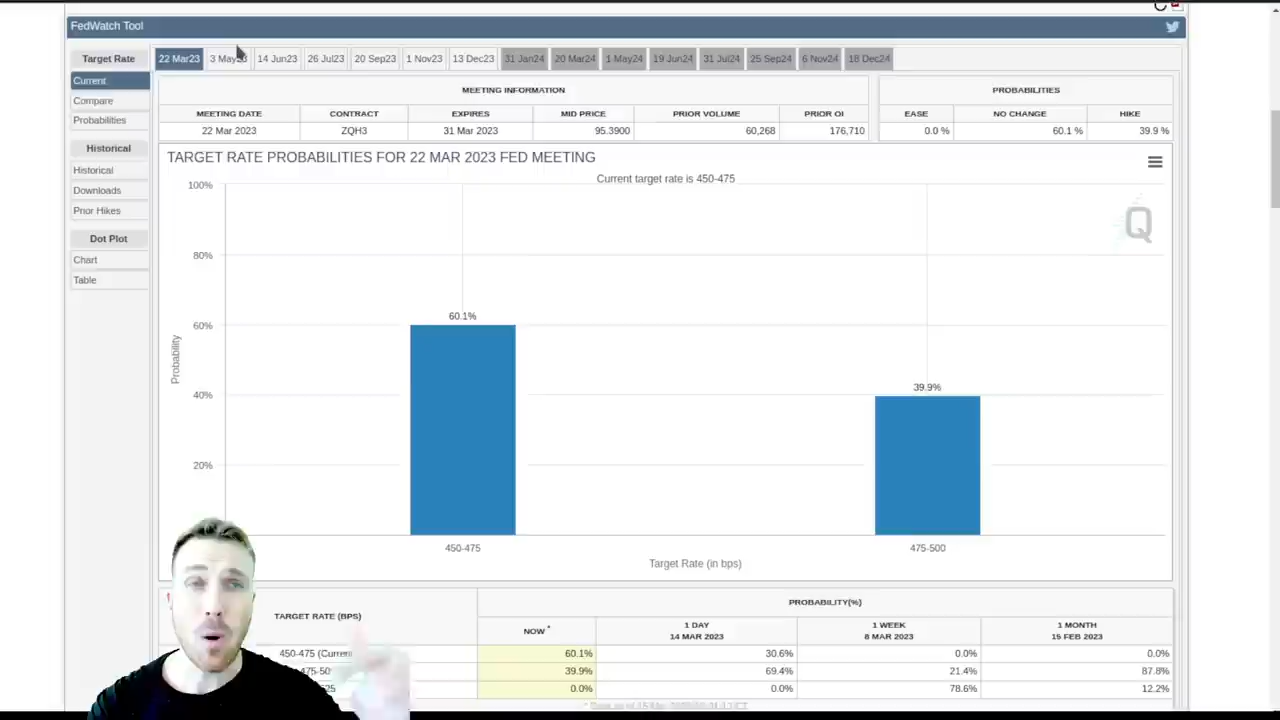 FedWatch Tool
Target Rate
22 Mar23 3 May23 14 Jun23 26 Jul23 20 Sep23 1 Nov23 13 Dec23 31 Jan24 20 Mar24 1 May24 19 Jun24 31 Jul24 25 Sep24 6 Nov24 18 Dec24
Current
Compare
Probabilities
Historical
Historical
Downloads
Prior Hikes
Dot Plot
Chart
Table
MEETING INFORMATION
MEETING DATE CONTRACT EXPIRES MID PRICE PRIOR VOLUME PRIOR OI
22 Mar 2023 ZQH3 31 Mar 2023 95.3900 60,268 176,710
PROBABILITIES
EASE NO CHANGE HIKE
0.0 % 60.1 % 39.9 %
TARGET RATE PROBABILITIES FOR 22 MAR 2023 FED MEETING
Current target rate is 450-475
Q
100%
80%
60%
40%
20%
Probability
60.1%
39.9%
450-475 475-500
Target Rate (in bps)
TARGET RATE (BPS) PROBABILITY(%)
NOW * 1 DAY 1 WEEK 1 MONTH
14 MAR 2023 8 MAR 2023 15 FEB 2023
450-475 (Current) 60.1% 30.6% 0.0% 0.0%
39.9% 69.4% 21.4% 87.8%
0.0% 0.0% 78.6% 12.2%